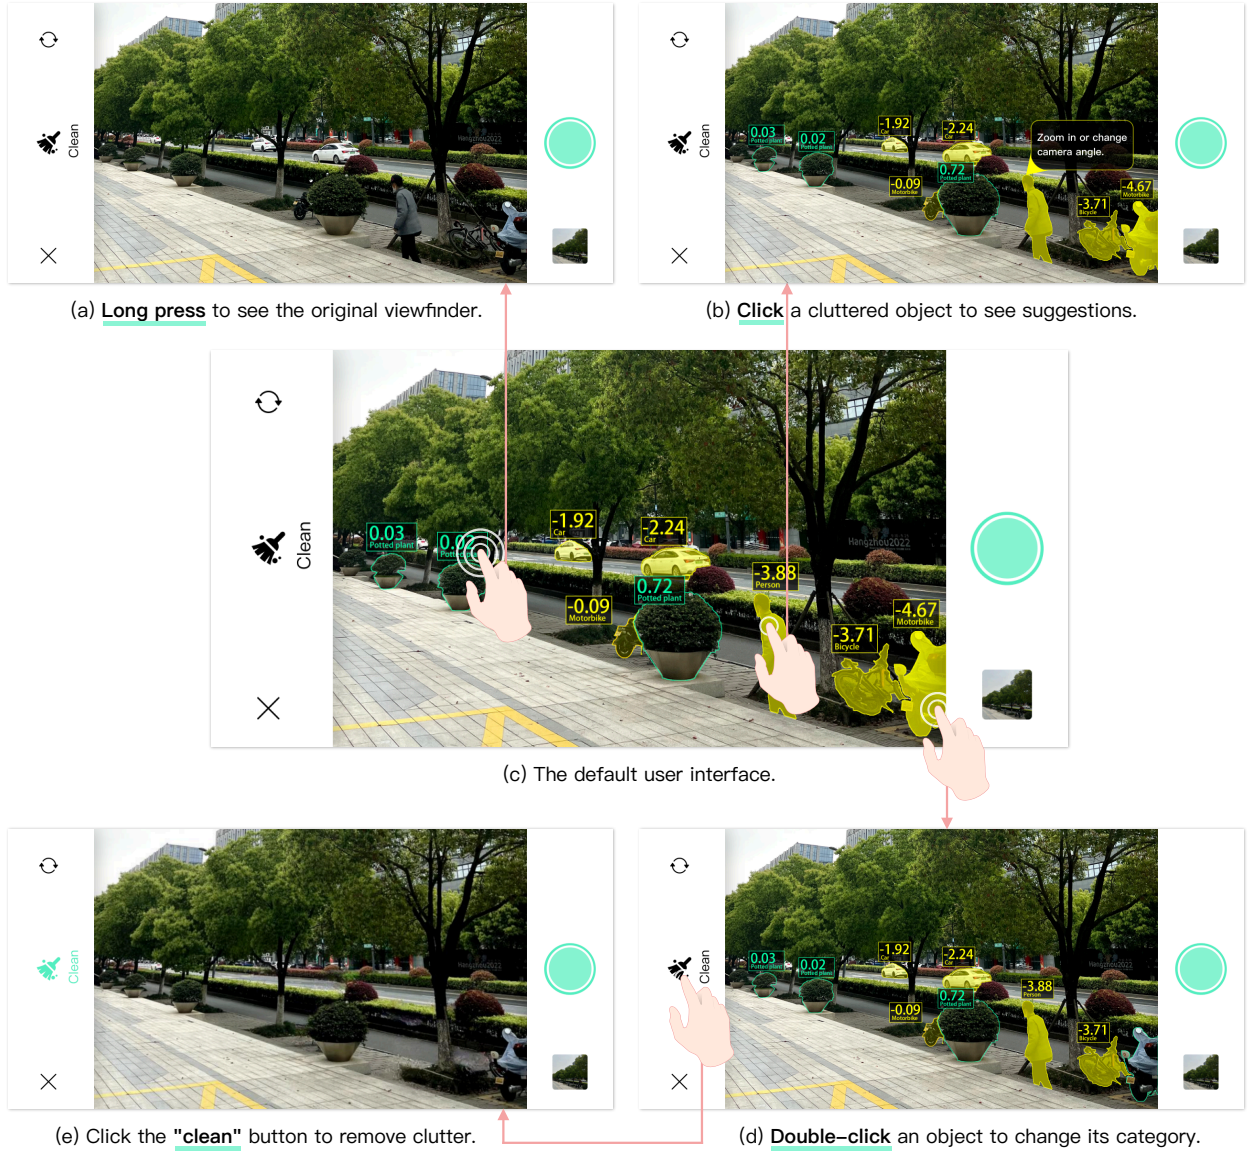 Clean
Hangzhou2022
(a) Long press to see the original viewfinder.
Clean
0.03
Potted plant
0.02
Potted plant
-1.92
Car
-2.24
Car
Zoom in or change
camera angle.
-0.09
Motorbike
0.72
Potted plant
-3.71
Bicycle
-4.67
Motorbike
(b) Click a cluttered object to see suggestions.
Clean
0.03
Potted plant
0.02
-1.92
Car
-2.24
Car
Hangzhou2022
-0.09
Motorbike
0.72
Potted plant
-3.88
Person
-3.71
Bicycle
-4.67
Motorbike
(c) The default user interface.
Clean
Hangzhou2022
(e) Click the "clean" button to remove clutter.
Clean
0.03
Potted plant
0.02
Potted plant
-1.92
Car
-2.24
Car
Hangzhou2022
-0.09
Motorbike
0.72
Potted plant
-3.88
Person
-3.71
Bicycle
(d) Double-click an object to change its category.